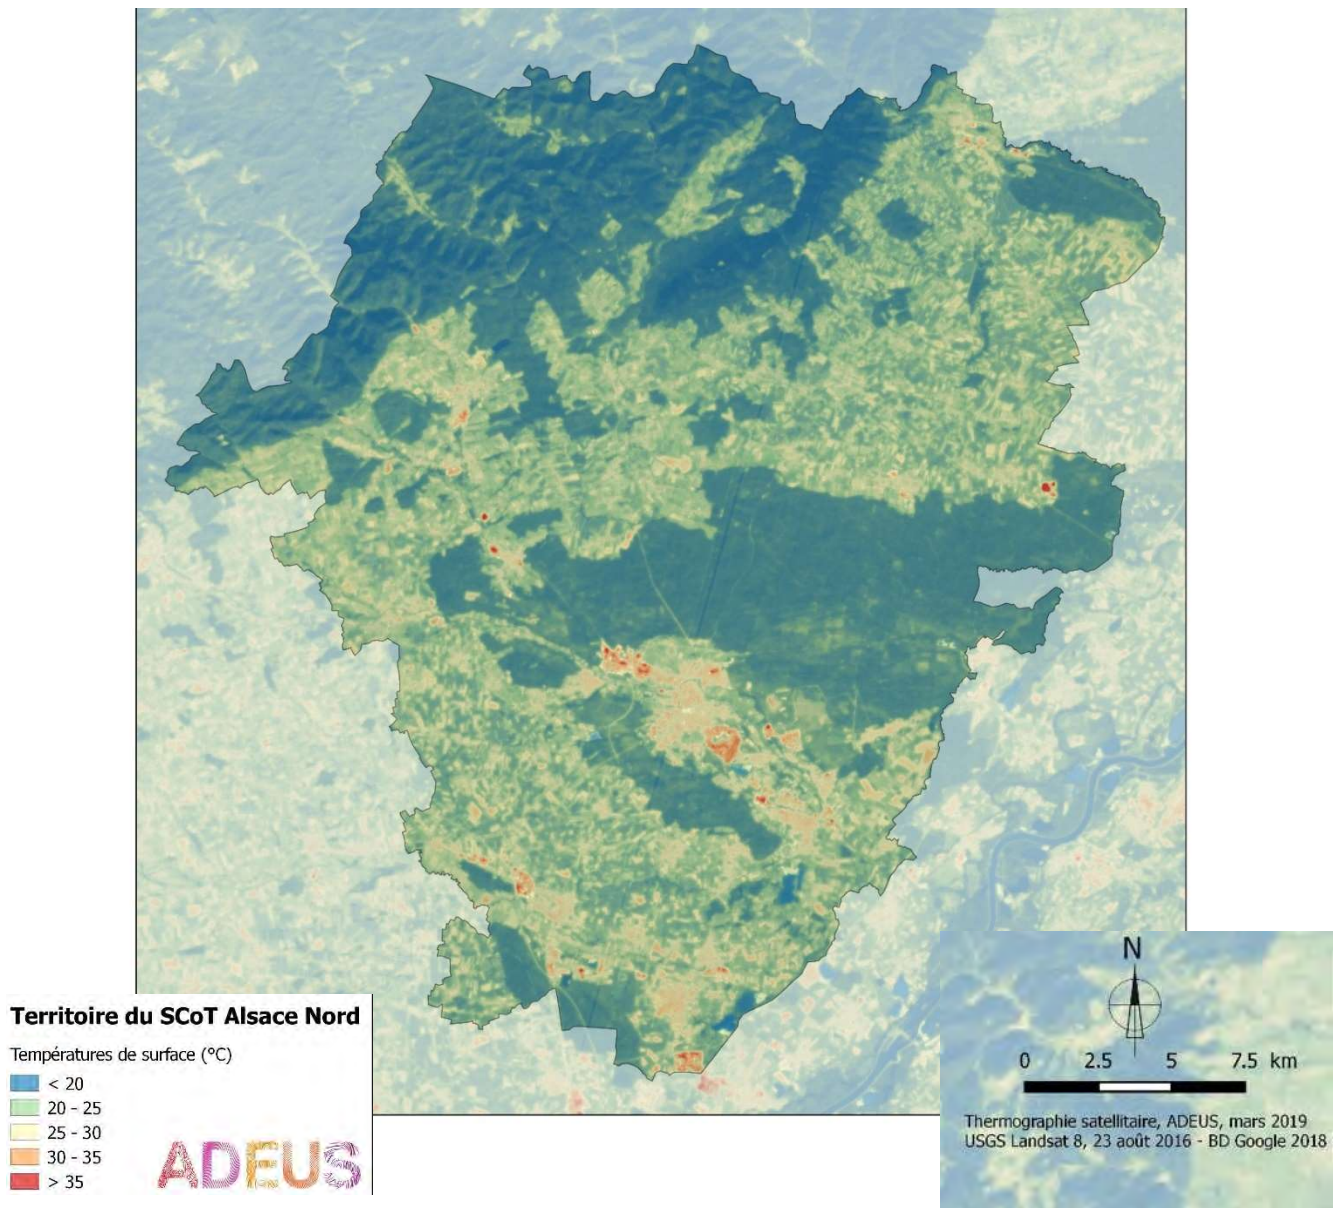 Territoire du SCoT Alsace Nord
Températures de surface (°C)
< 20
20 - 25
25 - 30
30 - 35
> 35
ADEUS
N
0 2.5 5 7.5 km
Thermographie satellitaire, ADEUS, mars 2019
USGS Landsat 8, 23 août 2016 - BD Google 2018